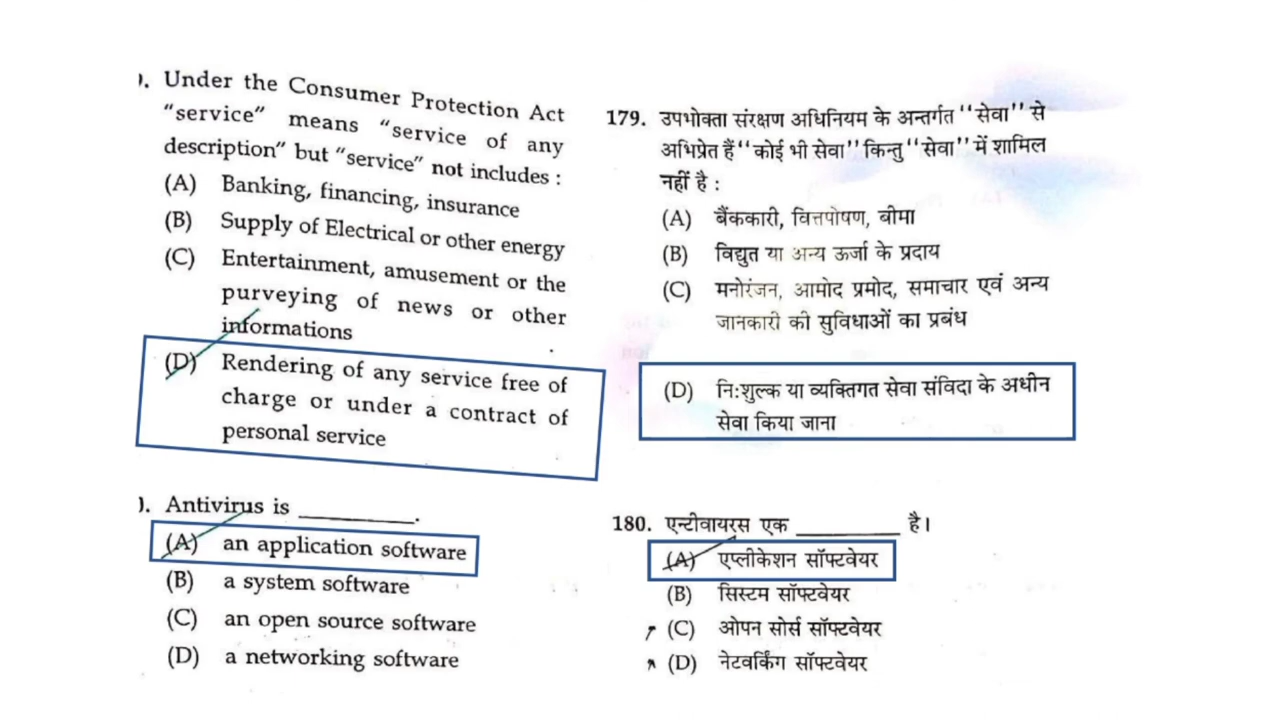 ). Under the Consumer Protection Act
“service” means “service of any
description” but “service” not includes :
(A) Banking, financing, insurance
(B) Supply of Electrical or other energy
(C) Entertainment, amusement or the
purveying of news or other
informations
(D) Rendering of any service free of
charge or under a contract of
personal service
). Antivirus is __________.
(A) an application software
(B) a system software
(C) an open source software
(D) a networking software
179. उपभोक्ता संरक्षण अधिनियम के अन्तर्गत ‘‘सेवा’’ से
अभिप्रेत हैं ‘‘कोई भी सेवा’’ किन्तु ‘‘सेवा’’ में शामिल
नहीं है :
(A) बैंककारी, वित्तपोषण, बीमा
(B) विद्युत या अन्य ऊर्जा के प्रदाय
(C) मनोरंजन, आमोद प्रमोद, समाचार एवं अन्य
जानकारी की सुविधाओं का प्रबंध
(D) नि:शुल्क या व्यक्तिगत सेवा संविदा के अधीन
सेवा किया जाना
180. एन्टीवायरस एक __________ है।
(A) एप्लीकेशन सॉफ्टवेयर
(B) सिस्टम सॉफ्टवेयर
(C) ओपन सोर्स सॉफ्टवेयर
(D) नेटवर्किंग सॉफ्टवेयर